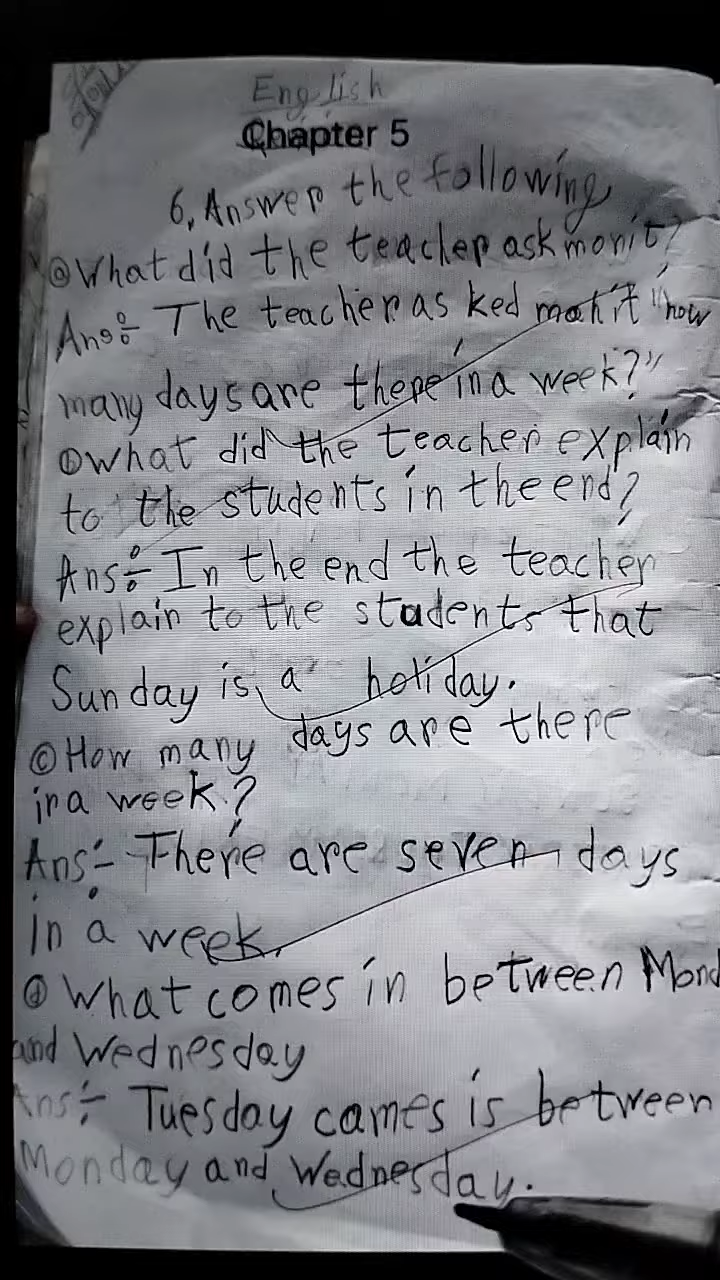 English
Chapter 5
6, Answer the following
ⓐ What did the teacher ask monit?
Ans÷ The teacher as ked monit "how
many days are there in a week?"
ⓑ What did the teacher explain
to the students in the end?
Ans÷ In the end the teacher
explain to the students that
Sunday is a holiday.
ⓒ How many days are there
in a week?
Ans÷ There are seven days
in a week.
ⓓ What comes in between Mond
and Wednesday
Ans÷ Tuesday cames is between
Monday and Wednesday.